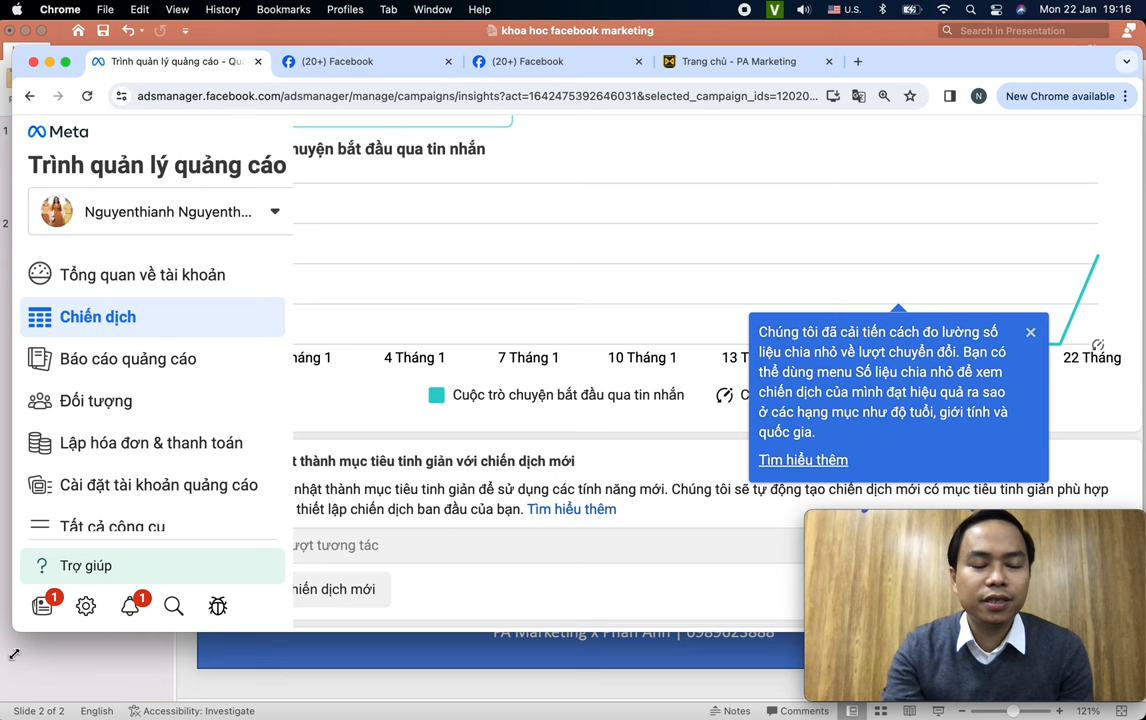 Chrome File Edit View History Bookmarks Profiles Tab Window Help V U.S. Mon 22 Jan 19:16
khoa hoc facebook marketing
Search in Presentation
Trình quản lý quảng cáo - Qu
(20+) Facebook
(20+) Facebook
Trang chủ - PA Marketing
adsmanager.facebook.com/adsmanager/manage/campaigns/insights?act=1642475392646031&selected_campaign_ids=12020...
N
New Chrome available
1
2
Meta
Trình quản lý quảng cáo
Nguyenthianh Nguyenth...
Tổng quan về tài khoản
Chiến dịch
Báo cáo quảng cáo
Đối tượng
Lập hóa đơn & thanh toán
Cài đặt tài khoản quảng cáo
Tất cả công cụ
? Trợ giúp
1
1
huyện bắt đầu qua tin nhắn
háng 1 4 Tháng 1 7 Tháng 1 10 Tháng 1 13 T 22 Tháng
Cuộc trò chuyện bắt đầu qua tin nhắn C
Chúng tôi đã cải tiến cách đo lường số
liệu chia nhỏ về lượt chuyển đổi. Bạn có
thể dùng menu Số liệu chia nhỏ để xem
chiến dịch của mình đạt hiệu quả ra sao
ở các hạng mục như độ tuổi, giới tính và
quốc gia.
Tìm hiểu thêm
t thành mục tiêu tinh giản với chiến dịch mới
nhật thành mục tiêu tinh giản để sử dụng các tính năng mới. Chúng tôi sẽ tự động tạo chiến dịch mới có mục tiêu tinh giản phù hợp
thiết lập chiến dịch ban đầu của bạn. Tìm hiểu thêm
ượt tương tác
hiến dịch mới
PA Marketing x Phan Anh | 0989623888
Slide 2 of 2 English Accessibility: Investigate Notes Comments 121%